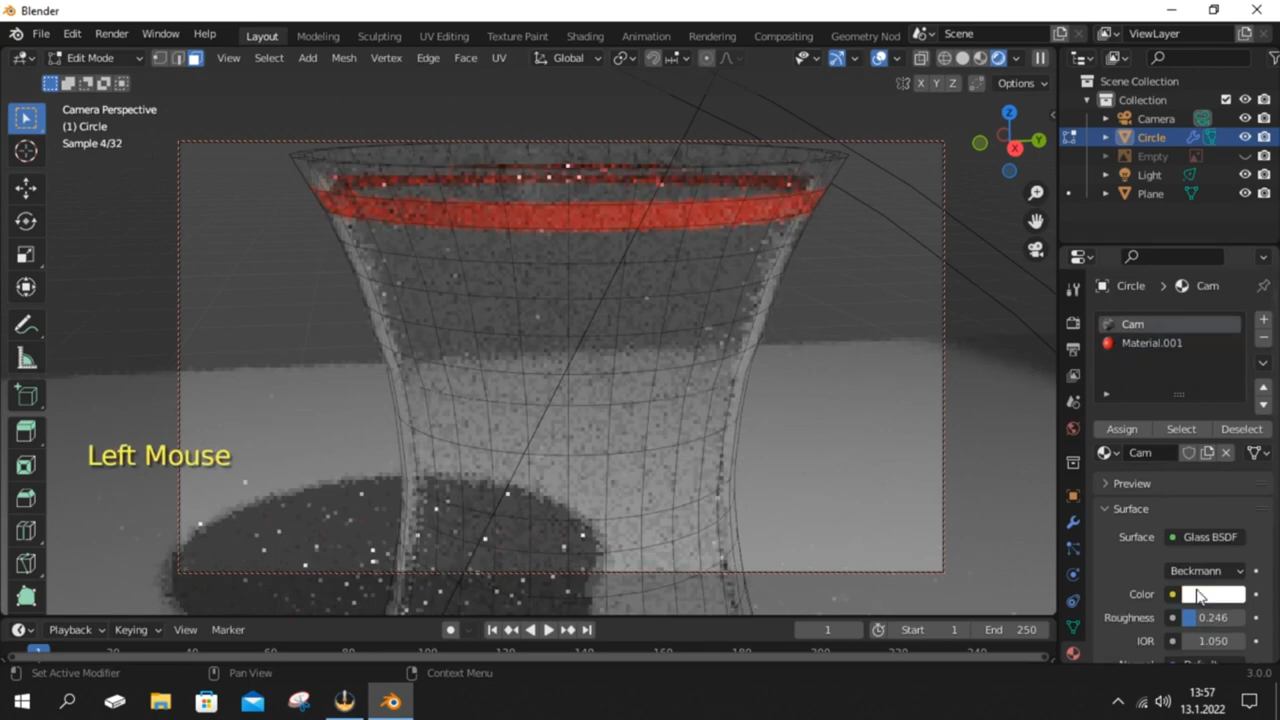 Blender
File Edit Render Window Help Layout Modeling Sculpting UV Editing Texture Paint Shading Animation Rendering Compositing Geometry Nod Scene ViewLayer
Edit Mode View Select Add Mesh Vertex Edge Face UV Global
X Y Z Options
Camera Perspective
(1) Circle
Sample 4/32
Z
Y
X
Left Mouse
Scene Collection
Collection
Camera
Circle
Empty
Light
Plane
Circle > Cam
Cam
Material.001
Assign Select Deselect
Cam
Preview
Surface
Surface Glass BSDF
Beckmann
Color
Roughness 0.246
IOR 1.050
Playback Keying View Marker 1 Start 1 End 250
Set Active Modifier Pan View Context Menu 3.0.0
13:57
13.1.2022